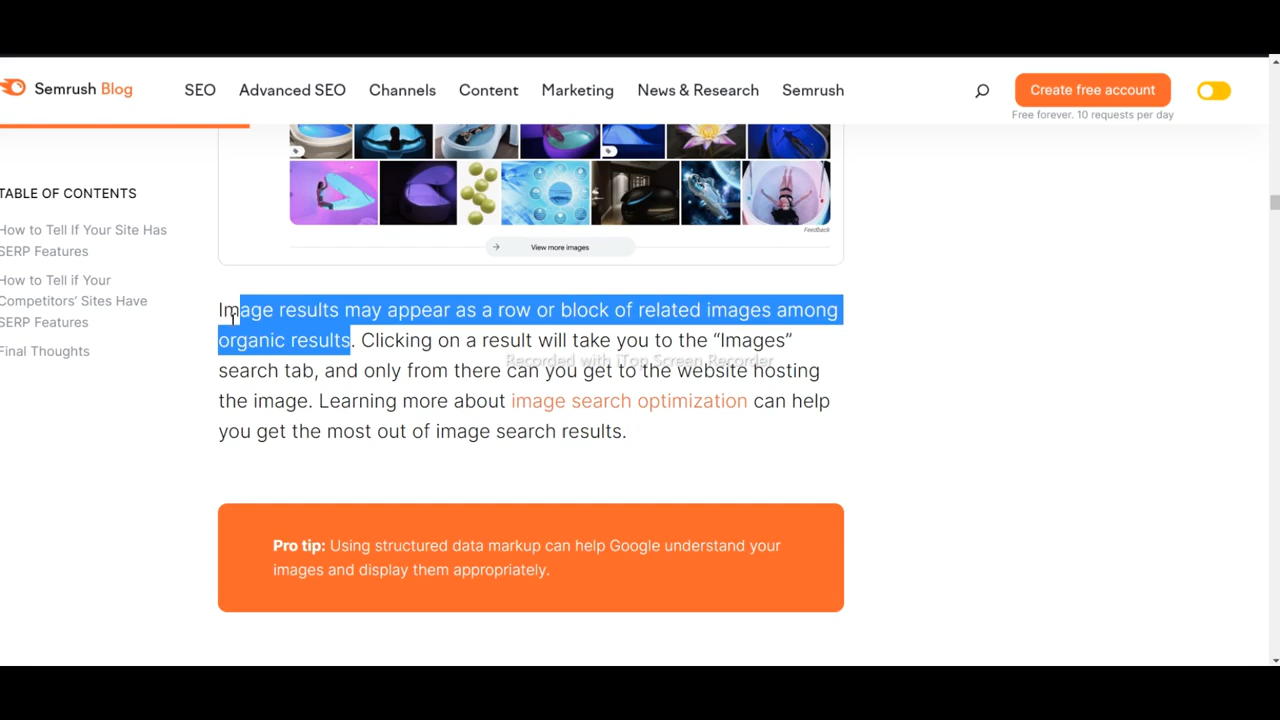 Semrush Blog
SEO
Advanced SEO
Channels
Content
Marketing
News & Research
Semrush
Create free account
Free forever. 10 requests per day
TABLE OF CONTENTS
How to Tell If Your Site Has
SERP Features
How to Tell if Your
Competitors’ Sites Have
SERP Features
Final Thoughts
Feedback
View more images
Image results may appear as a row or block of related images among
organic results. Clicking on a result will take you to the “Images”
search tab, and only from there can you get to the website hosting
the image. Learning more about image search optimization can help
you get the most out of image search results.
Recorded with iTop Screen Recorder
Pro tip: Using structured data markup can help Google understand your
images and display them appropriately.